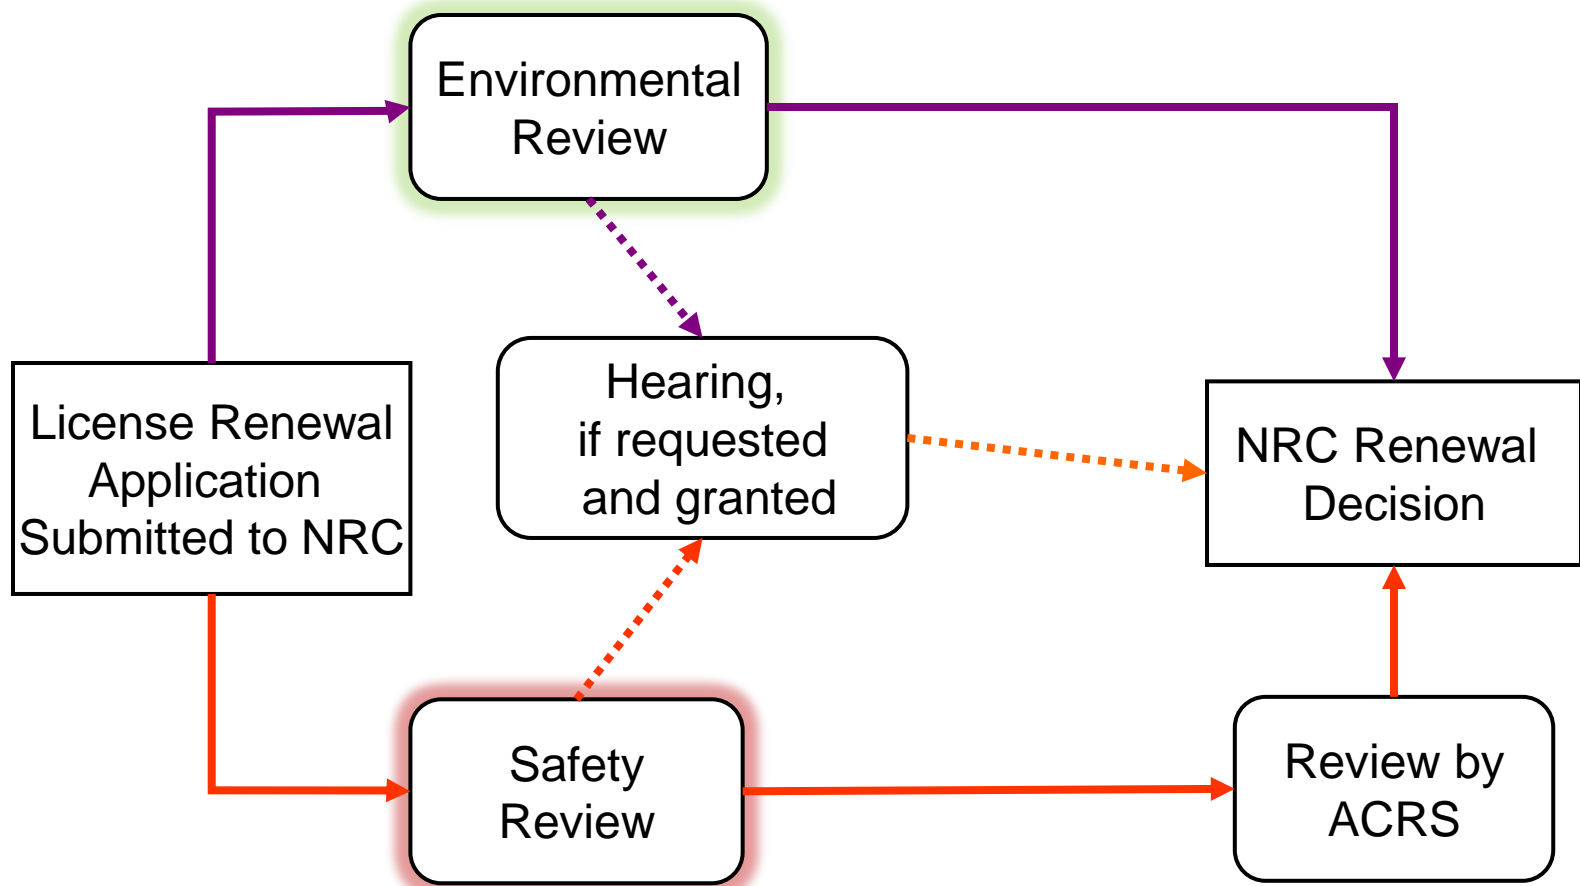 Environmental
Review
Hearing,
if requested
and granted
License Renewal
Application
Submitted to NRC
NRC Renewal
Decision
Safety
Review
Review by
ACRS